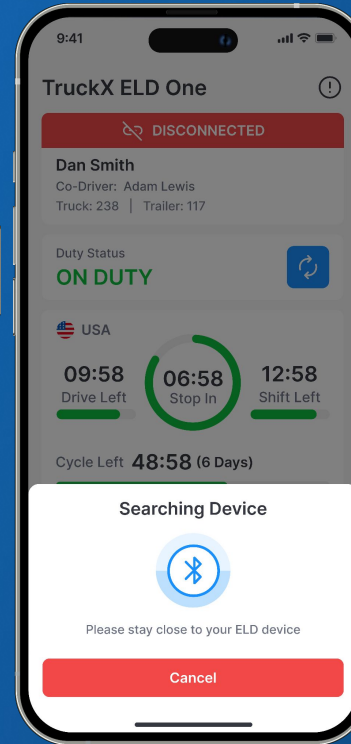 9:41
TruckX ELD One
DISCONNECTED
Dan Smith
Co-Driver: Adam Lewis
Truck: 238 | Trailer: 117
Duty Status
ON DUTY
USA
09:58
Drive Left
06:58
Stop In
12:58
Shift Left
Cycle Left 48:58 (6 Days)
Searching Device
Please stay close to your ELD device
Cancel